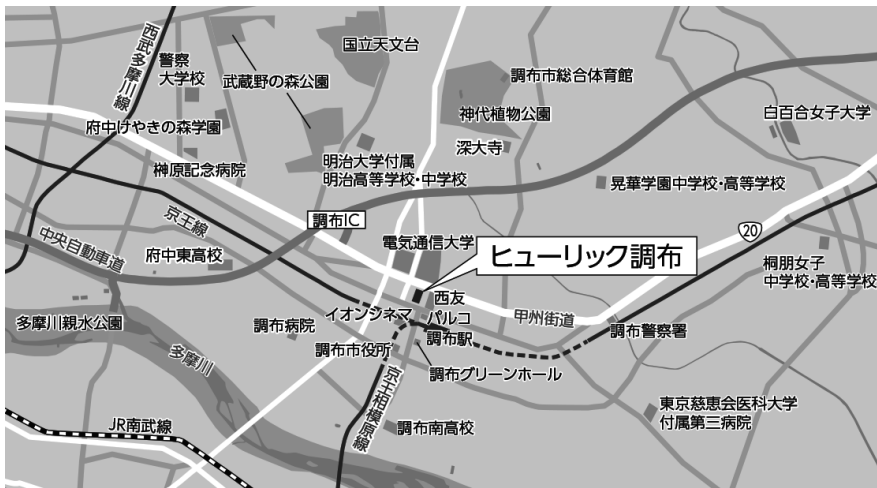 西武多摩川線
警察
大学校
武蔵野の森公園
国立天文台
調布市総合体育館
神代植物公園
白百合女子大学
府中けやきの森学園
深大寺
榊原記念病院
明治大学付属
明治高等学校・中学校
晃華学園中学校・高等学校
京王線
調布IC
中央自動車道
府中東高校
電気通信大学
ヒューリック調布
20
桐朋女子
中学校・高等学校
西友
パルコ
イオンシネマ
甲州街道
多摩川親水公園
調布病院
調布駅
調布警察署
調布市役所
多摩川
調布グリーンホール
京王相模原線
東京慈恵会医科大学
付属第三病院
JR南武線
調布南高校